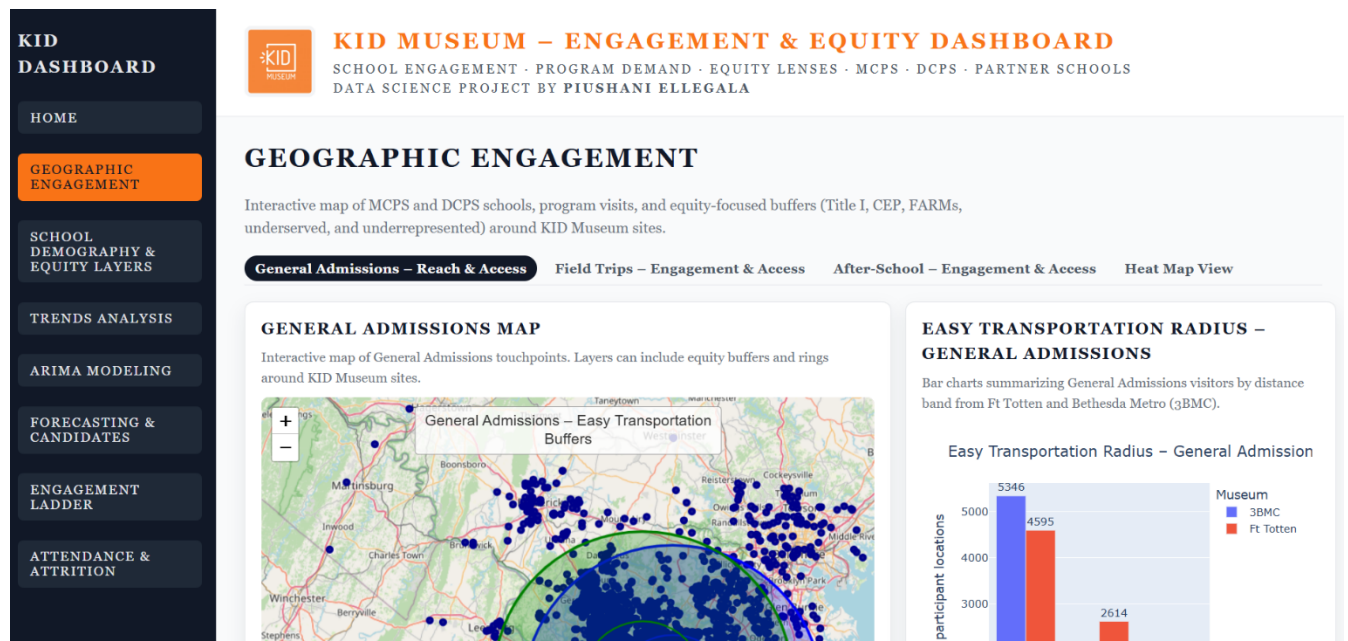 KID
DASHBOARD
HOME
GEOGRAPHIC
ENGAGEMENT
SCHOOL
DEMOGRAPHY &
EQUITY LAYERS
TRENDS ANALYSIS
ARIMA MODELING
FORECASTING &
CANDIDATES
ENGAGEMENT
LADDER
ATTENDANCE &
ATTRITION
KID
MUSEUM
KID MUSEUM – ENGAGEMENT & EQUITY DASHBOARD
SCHOOL ENGAGEMENT · PROGRAM DEMAND · EQUITY LENSES · MCPS · DCPS · PARTNER SCHOOLS
DATA SCIENCE PROJECT BY PIUSHANI ELLEGALA
GEOGRAPHIC ENGAGEMENT
Interactive map of MCPS and DCPS schools, program visits, and equity-focused buffers (Title I, CEP, FARMs,
underserved, and underrepresented) around KID Museum sites.
General Admissions – Reach & Access
Field Trips – Engagement & Access
After-School – Engagement & Access
Heat Map View
GENERAL ADMISSIONS MAP
Interactive map of General Admissions touchpoints. Layers can include equity buffers and rings
around KID Museum sites.
+
−
General Admissions – Easy Transportation
Buffers
Taneytown
Manchester
Westminster
Boonsboro
Cockeysville
Martinsburg
Inwood
Charles Town
Middle Rive
Winchester
Berryville
Stephens
EASY TRANSPORTATION RADIUS –
GENERAL ADMISSIONS
Bar charts summarizing General Admissions visitors by distance
band from Ft Totten and Bethesda Metro (3BMC).
Easy Transportation Radius – General Admission
5346
4595
2614
5000
4000
3000
participant locations
Museum
3BMC
Ft Totten